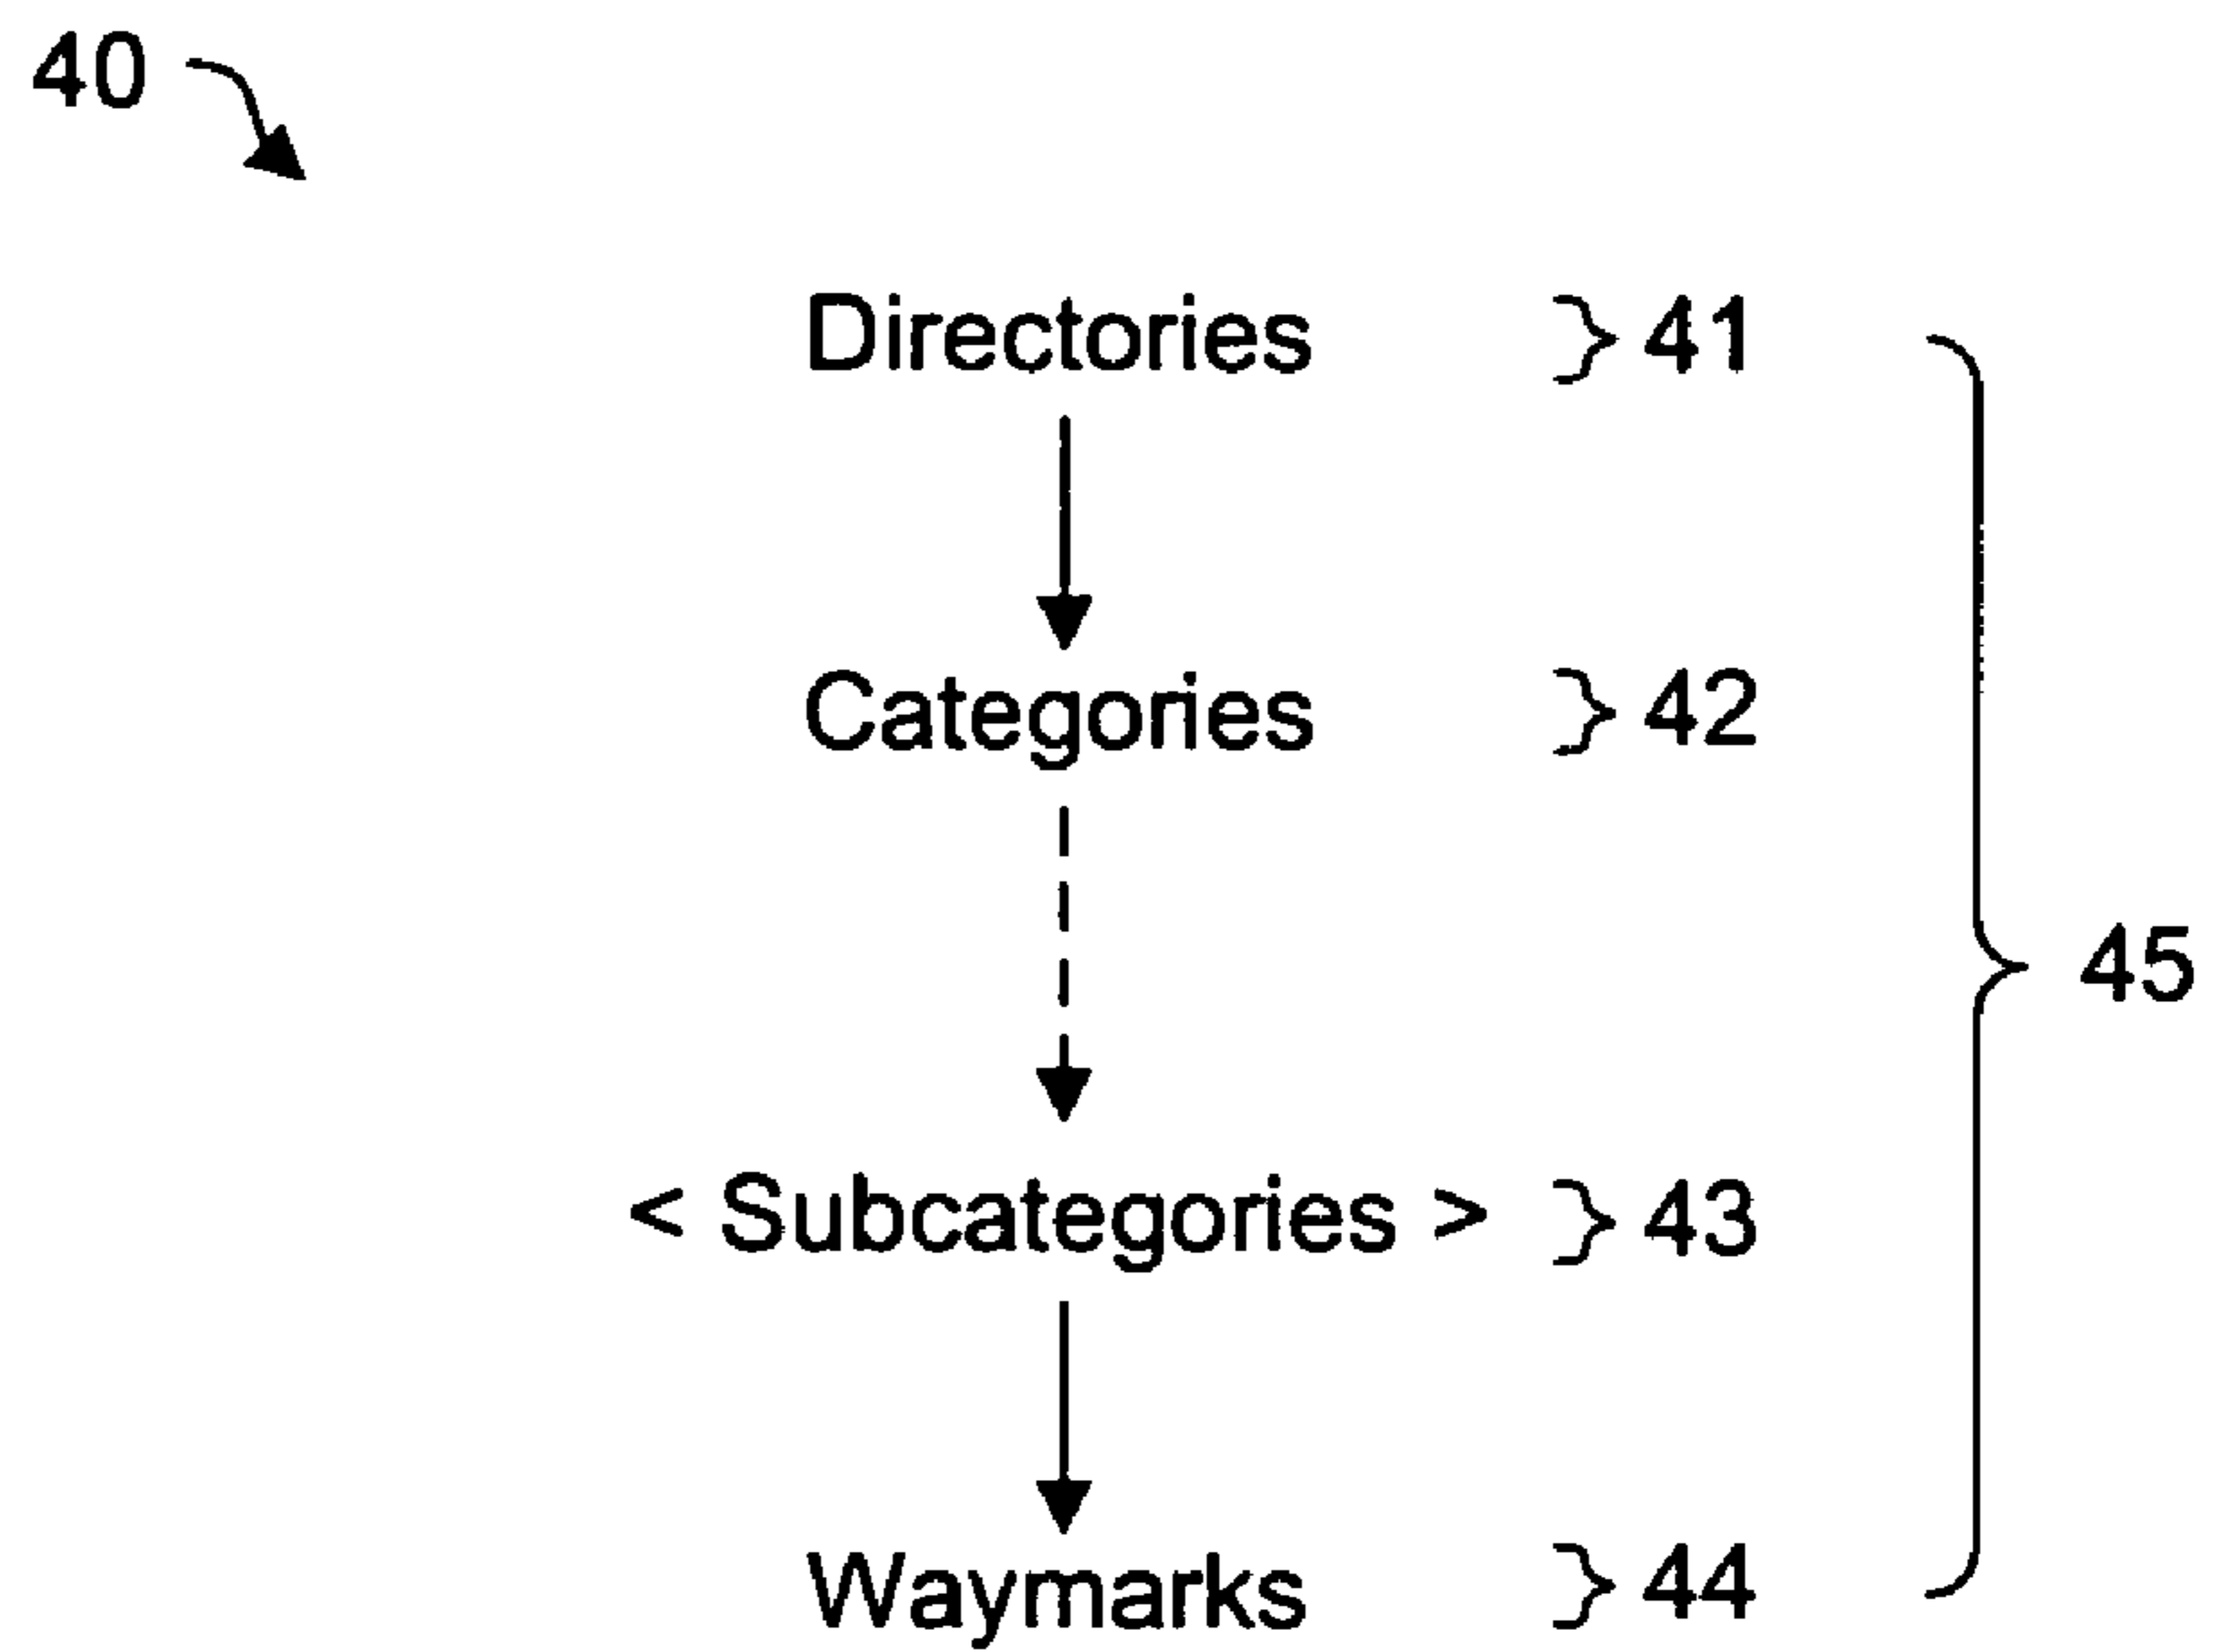 40
Directories } 41
Categories } 42
45
< Subcategories > } 43
Waymarks } 44